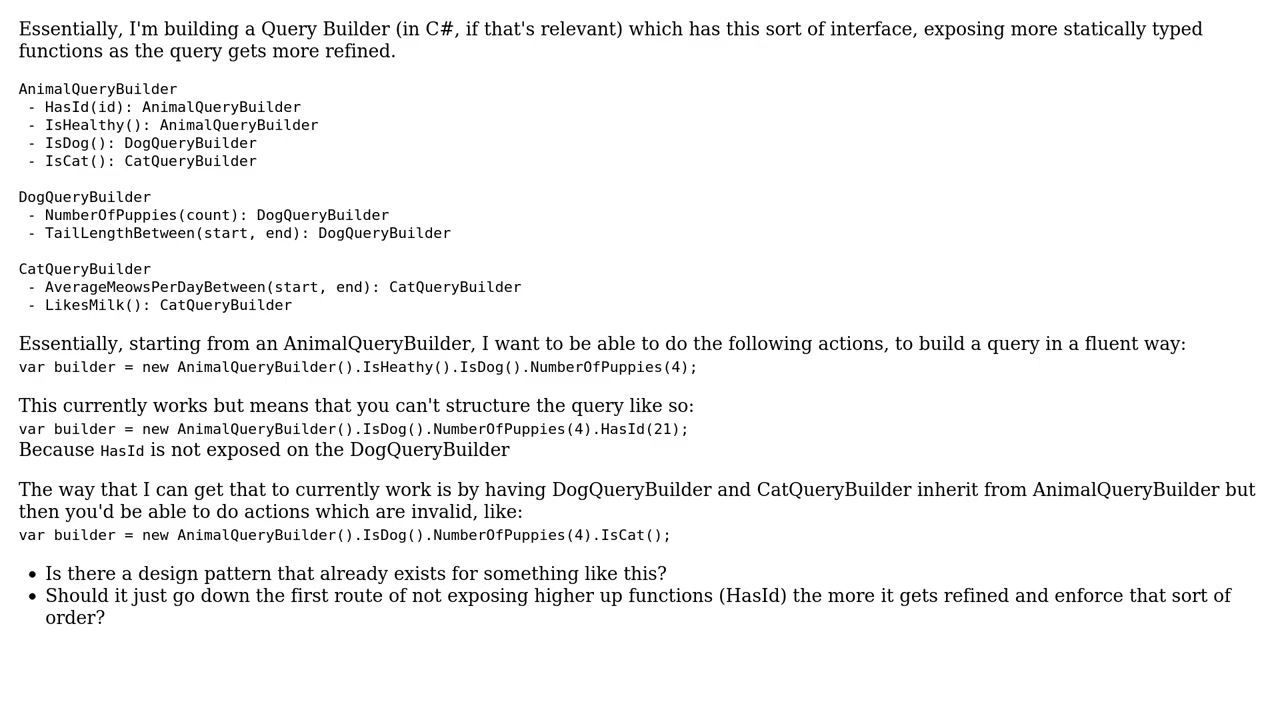 Essentially, I'm building a Query Builder (in C#, if that's relevant) which has this sort of interface, exposing more statically typed
functions as the query gets more refined.
AnimalQueryBuilder
- HasId(id): AnimalQueryBuilder
- IsHealthy(): AnimalQueryBuilder
- IsDog(): DogQueryBuilder
- IsCat(): CatQueryBuilder
DogQueryBuilder
- NumberOfPuppies(count): DogQueryBuilder
- TailLengthBetween(start, end): DogQueryBuilder
CatQueryBuilder
- AverageMeowsPerDayBetween(start, end): CatQueryBuilder
- LikesMilk(): CatQueryBuilder
Essentially, starting from an AnimalQueryBuilder, I want to be able to do the following actions, to build a query in a fluent way:
var builder = new AnimalQueryBuilder().IsHeathy().IsDog().NumberOfPuppies(4);
This currently works but means that you can't structure the query like so:
var builder = new AnimalQueryBuilder().IsDog().NumberOfPuppies(4).HasId(21);
Because HasId is not exposed on the DogQueryBuilder
The way that I can get that to currently work is by having DogQueryBuilder and CatQueryBuilder inherit from AnimalQueryBuilder but
then you'd be able to do actions which are invalid, like:
var builder = new AnimalQueryBuilder().IsDog().NumberOfPuppies(4).IsCat();
• Is there a design pattern that already exists for something like this?
• Should it just go down the first route of not exposing higher up functions (HasId) the more it gets refined and enforce that sort of
order?